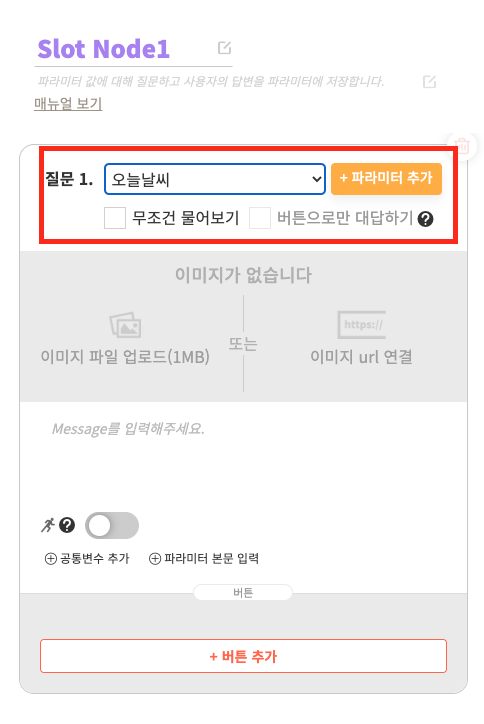 Slot Node1
파라미터 값에 대해 질문하고 사용자의 답변을 파라미터에 저장합니다.
매뉴얼 보기
질문 1. 오늘날씨 + 파라미터 추가
무조건 물어보기 버튼으로만 대답하기 ?
이미지가 없습니다
https://
또는
이미지 파일 업로드(1MB) 이미지 url 연결
Message를 입력해주세요.
?
공통변수 추가 파라미터 본문 입력
버튼
+ 버튼 추가